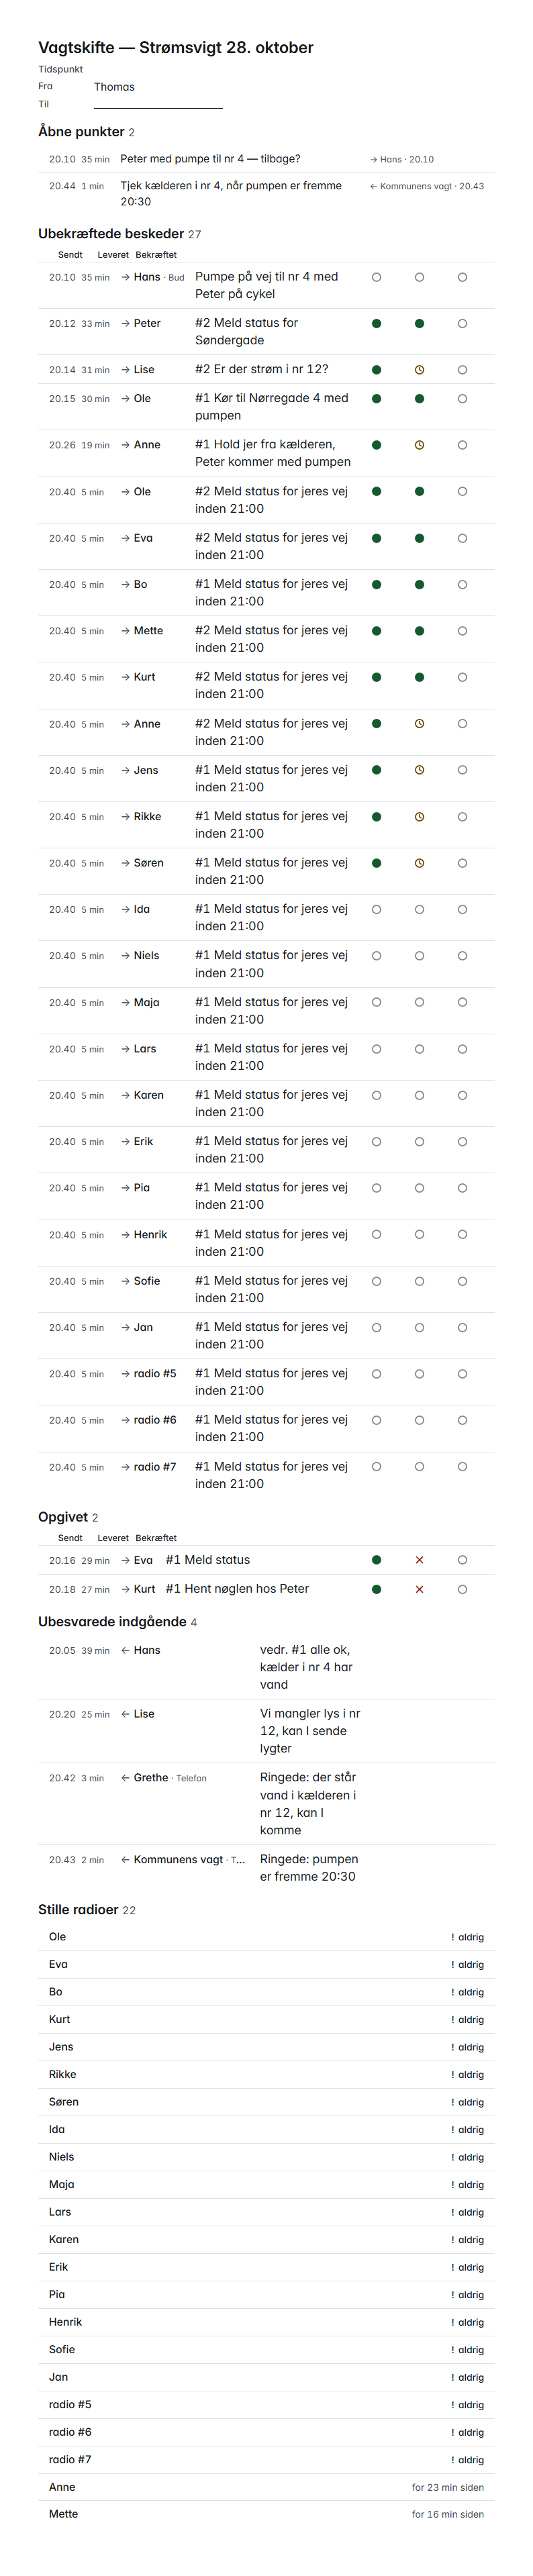 Vagtskifte — Strømsvigt 28. oktober
Tidspunkt
Fra Thomas
Til
Åbne punkter 2
20.10 35 min Peter med pumpe til nr 4 — tilbage? → Hans · 20.10
20.44 1 min Tjek kælderen i nr 4, når pumpen er fremme ← Kommunens vagt · 20.43
20:30
Ubekræftede beskeder 27
Sendt Leveret Bekræftet
20.10 35 min → Hans · Bud Pumpe på vej til nr 4 med
Peter på cykel
20.12 33 min → Peter #2 Meld status for
Søndergade
20.14 31 min → Lise #2 Er der strøm i nr 12?
20.15 30 min → Ole #1 Kør til Nørregade 4 med
pumpen
20.26 19 min → Anne #1 Hold jer fra kælderen,
Peter kommer med pumpen
20.40 5 min → Ole #2 Meld status for jeres vej
inden 21:00
20.40 5 min → Eva #2 Meld status for jeres vej
inden 21:00
20.40 5 min → Bo #1 Meld status for jeres vej
inden 21:00
20.40 5 min → Mette #2 Meld status for jeres vej
inden 21:00
20.40 5 min → Kurt #2 Meld status for jeres vej
inden 21:00
20.40 5 min → Anne #2 Meld status for jeres vej
inden 21:00
20.40 5 min → Jens #1 Meld status for jeres vej
inden 21:00
20.40 5 min → Rikke #1 Meld status for jeres vej
inden 21:00
20.40 5 min → Søren #1 Meld status for jeres vej
inden 21:00
20.40 5 min → Ida #1 Meld status for jeres vej
inden 21:00
20.40 5 min → Niels #1 Meld status for jeres vej
inden 21:00
20.40 5 min → Maja #1 Meld status for jeres vej
inden 21:00
20.40 5 min → Lars #1 Meld status for jeres vej
inden 21:00
20.40 5 min → Karen #1 Meld status for jeres vej
inden 21:00
20.40 5 min → Erik #1 Meld status for jeres vej
inden 21:00
20.40 5 min → Pia #1 Meld status for jeres vej
inden 21:00
20.40 5 min → Henrik #1 Meld status for jeres vej
inden 21:00
20.40 5 min → Sofie #1 Meld status for jeres vej
inden 21:00
20.40 5 min → Jan #1 Meld status for jeres vej
inden 21:00
20.40 5 min → radio #5 #1 Meld status for jeres vej
inden 21:00
20.40 5 min → radio #6 #1 Meld status for jeres vej
inden 21:00
20.40 5 min → radio #7 #1 Meld status for jeres vej
inden 21:00
Opgivet 2
Sendt Leveret Bekræftet
20.16 29 min → Eva #1 Meld status
20.18 27 min → Kurt #1 Hent nøglen hos Peter
Ubesvarede indgående 4
20.05 39 min ← Hans vedr. #1 alle ok,
kælder i nr 4 har
vand
20.20 25 min ← Lise Vi mangler lys i nr
12, kan I sende
lygter
20.42 3 min ← Grethe · Telefon Ringede: der står
vand i kælderen i
nr 12, kan I
komme
20.43 2 min ← Kommunens vagt · T... Ringede: pumpen
er fremme 20:30
Stille radioer 22
Ole ! aldrig
Eva ! aldrig
Bo ! aldrig
Kurt ! aldrig
Jens ! aldrig
Rikke ! aldrig
Søren ! aldrig
Ida ! aldrig
Niels ! aldrig
Maja ! aldrig
Lars ! aldrig
Karen ! aldrig
Erik ! aldrig
Pia ! aldrig
Henrik ! aldrig
Sofie ! aldrig
Jan ! aldrig
radio #5 ! aldrig
radio #6 ! aldrig
radio #7 ! aldrig
Anne for 23 min siden
Mette for 16 min siden